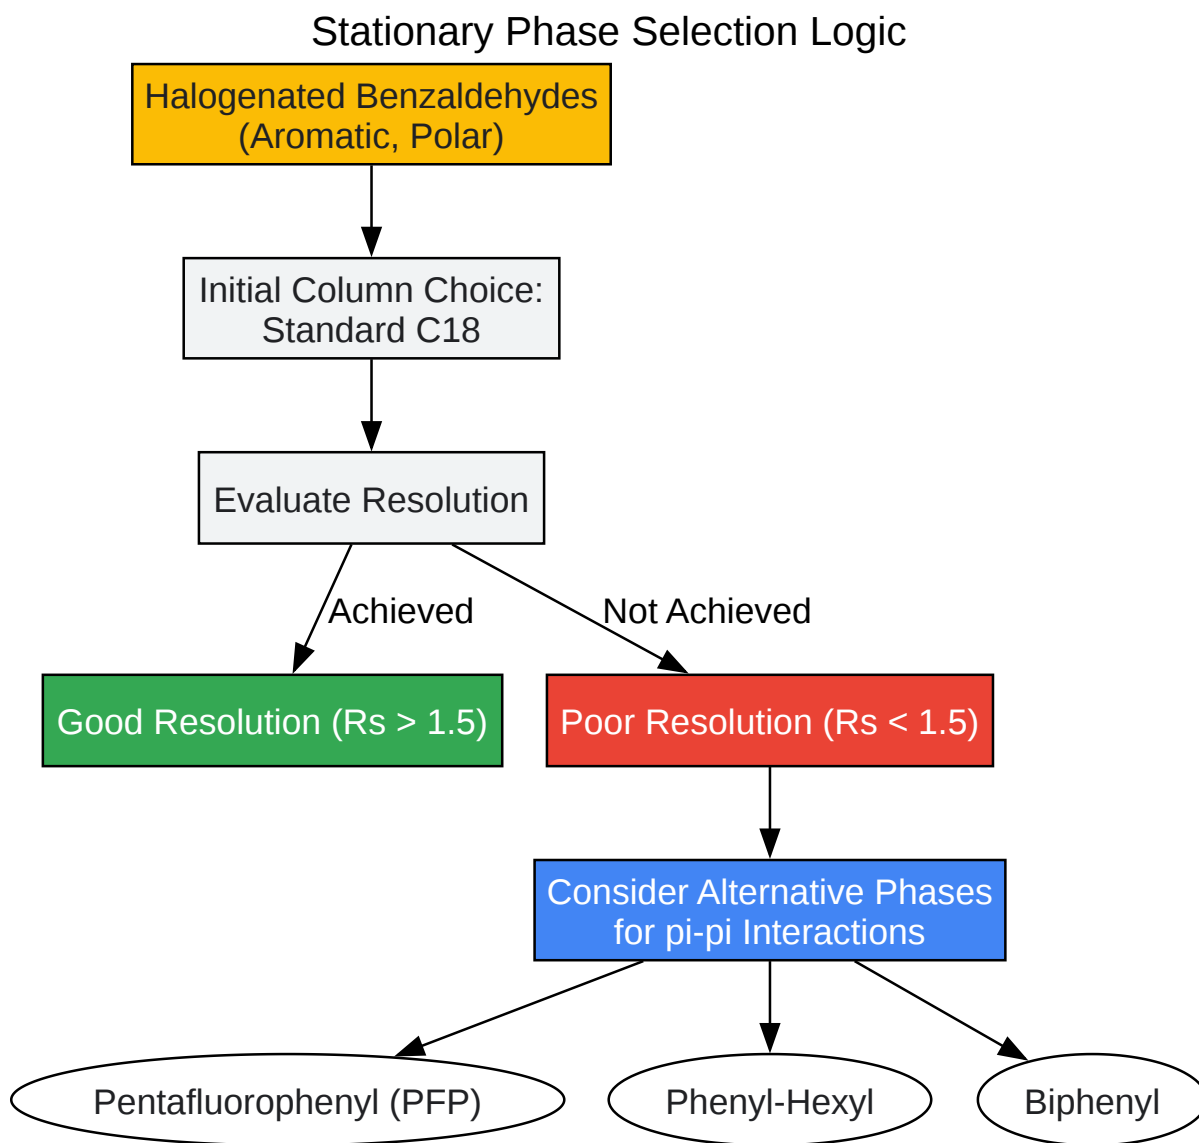 Stationary Phase Selection Logic
Halogenated Benzaldehydes
(Aromatic, Polar)
Initial Column Choice:
Standard C18
Evaluate Resolution
Achieved
Not Achieved
Good Resolution (Rs > 1.5)
Poor Resolution (Rs < 1.5)
Consider Alternative Phases
for pi-pi Interactions
Pentafluorophenyl (PFP)
Phenyl-Hexyl
Biphenyl